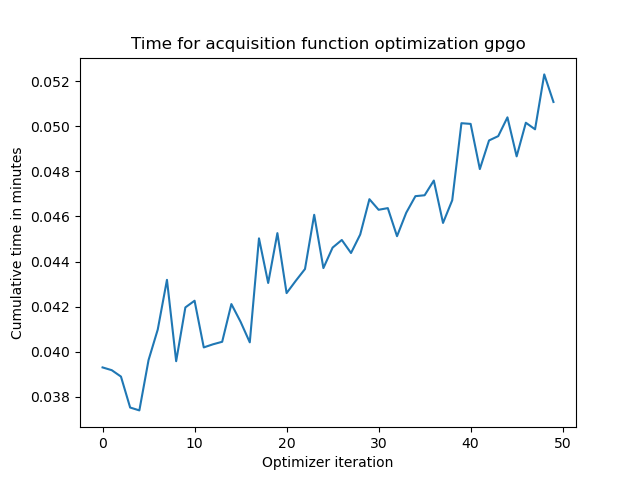 Time for acquisition function optimization gpgo
Cumulative time in minutes
0.052
0.050
0.048
0.046
0.044
0.042
0.040
0.038
0 10 20 30 40 50
Optimizer iteration